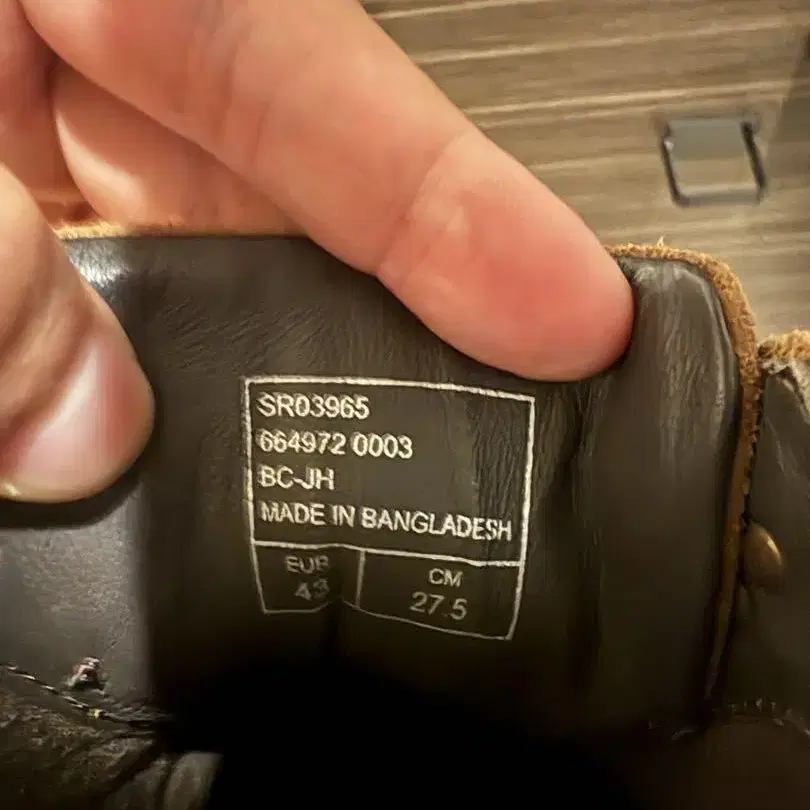 SR03965
664972 0003
BC-JH
MADE IN BANGLADESH
EUR CM
43 27.5